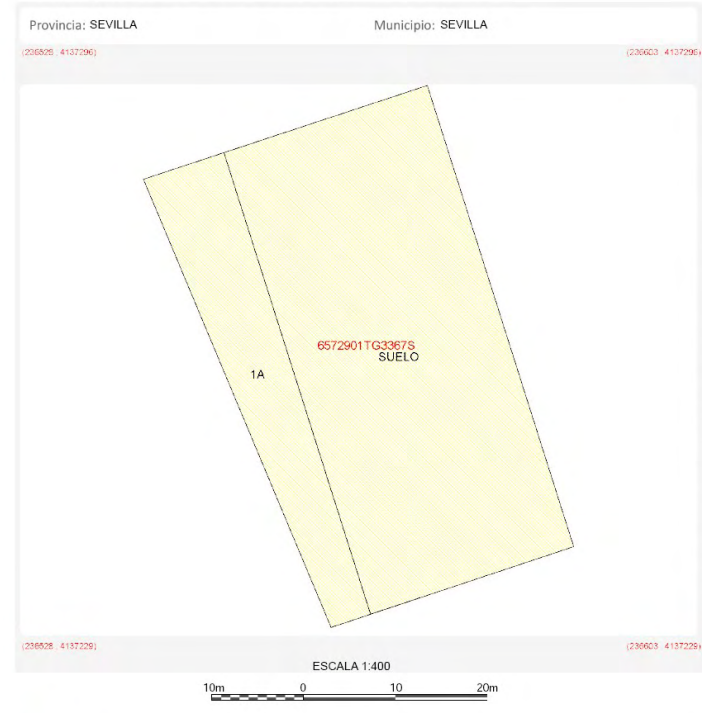 Provincia: SEVILLA Municipio: SEVILLA
(236528 ; 4137296) (236603 ; 4137296)
6572901TG3367S
SUELO
1A
(236528 ; 4137229) (236603 ; 4137229)
ESCALA 1:400
10m 0 10 20m